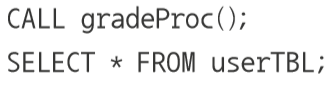 CALL gradeProc();
SELECT * FROM userTBL;